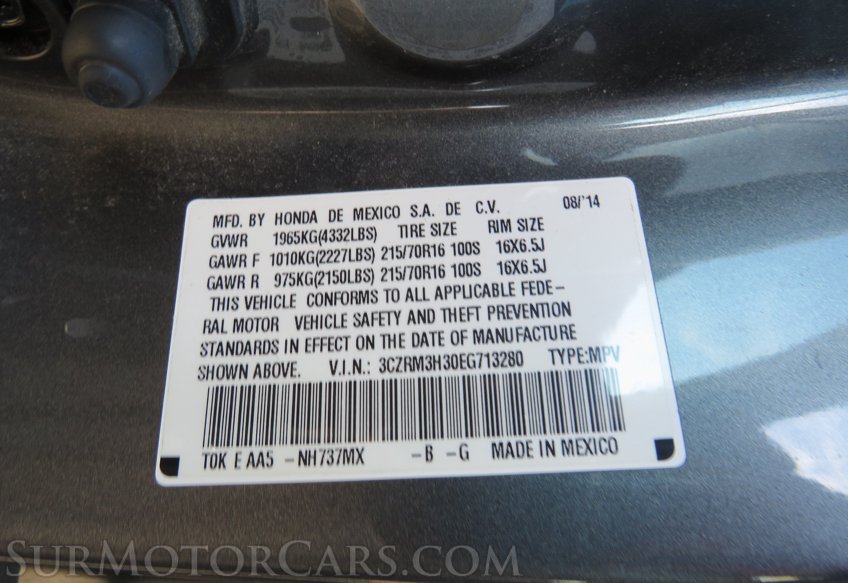 MFD. BY HONDA DE MEXICO S.A. DE C.V. 08/'14
GVWR 1965KG(4332LBS) TIRE SIZE RIM SIZE
GAWR F 1010KG(2227LBS) 215/70R16 100S 16X6.5J
GAWR R 975KG(2150LBS) 215/70R16 100S 16X6.5J
THIS VEHICLE CONFORMS TO ALL APPLICABLE FEDE-
RAL MOTOR VEHICLE SAFETY AND THEFT PREVENTION
STANDARDS IN EFFECT ON THE DATE OF MANUFACTURE
SHOWN ABOVE. V.I.N.: 3CZRM3H30EG713280 TYPE:MPV
T0K E AA5 -NH737MX -B -G MADE IN MEXICO
SURMOTORCARS.COM